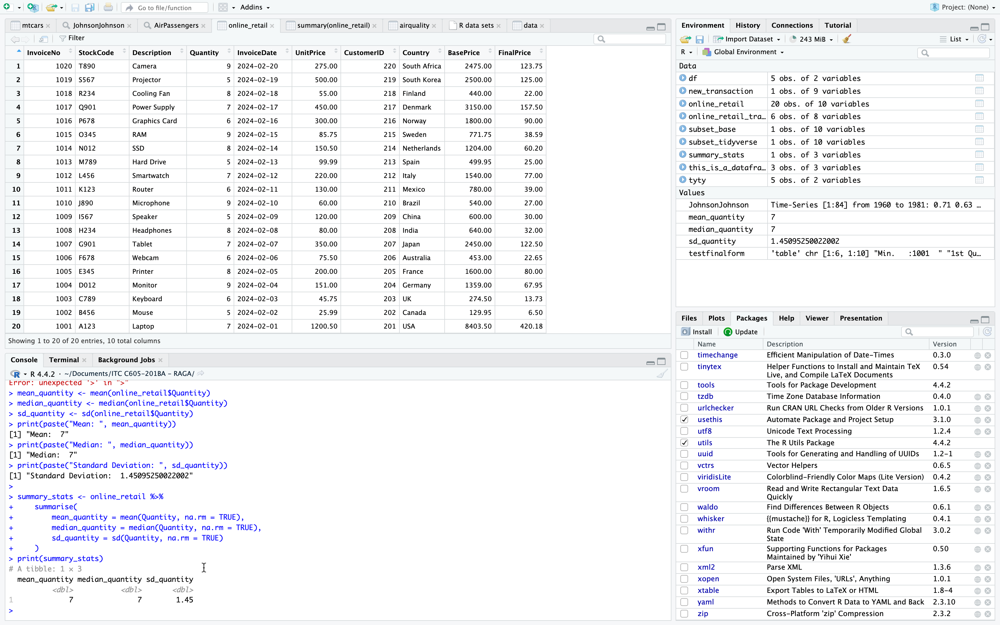 Go to file/function Addins Project: (None)
mtcars JohnsonJohnson AirPassengers online_retail summary(online_retail) airquality R data sets data
Filter
InvoiceNo StockCode Description Quantity InvoiceDate UnitPrice CustomerID Country BasePrice FinalPrice
1 1020 T890 Camera 9 2024-02-20 275.00 220 South Africa 2475.00 123.75
2 1019 S567 Projector 5 2024-02-19 500.00 219 South Korea 2500.00 125.00
3 1018 R234 Cooling Fan 8 2024-02-18 55.00 218 Finland 440.00 22.00
4 1017 Q901 Power Supply 7 2024-02-17 450.00 217 Denmark 3150.00 157.50
5 1016 P678 Graphics Card 6 2024-02-16 300.00 216 Norway 1800.00 90.00
6 1015 O345 RAM 9 2024-02-15 85.75 215 Sweden 771.75 38.59
7 1014 N012 SSD 8 2024-02-14 150.50 214 Netherlands 1204.00 60.20
8 1013 M789 Hard Drive 5 2024-02-13 99.99 213 Spain 499.95 25.00
9 1012 L456 Smartwatch 7 2024-02-12 220.00 212 Italy 1540.00 77.00
10 1011 K123 Router 6 2024-02-11 130.00 211 Mexico 780.00 39.00
11 1010 J890 Microphone 9 2024-02-10 60.00 210 Brazil 540.00 27.00
12 1009 I567 Speaker 5 2024-02-09 120.00 209 China 600.00 30.00
13 1008 H234 Headphones 8 2024-02-08 80.00 208 India 640.00 32.00
14 1007 G901 Tablet 7 2024-02-07 350.00 207 Japan 2450.00 122.50
15 1006 F678 Webcam 6 2024-02-06 75.50 206 Australia 453.00 22.65
16 1005 E345 Printer 8 2024-02-05 200.00 205 France 1600.00 80.00
17 1004 D012 Monitor 9 2024-02-04 151.00 204 Germany 1359.00 67.95
18 1003 C789 Keyboard 6 2024-02-03 45.75 203 UK 274.50 13.73
19 1002 B456 Mouse 5 2024-02-02 25.99 202 Canada 129.95 6.50
20 1001 A123 Laptop 7 2024-02-01 1200.50 201 USA 8403.50 420.18
Showing 1 to 20 of 20 entries, 10 total columns
Console Terminal Background Jobs
R 4.4.2 · ~/Documents/ITC C605-201BA - RAGA/
Error: unexpected '>' in ">"
> mean_quantity <- mean(online_retail$Quantity)
> median_quantity <- median(online_retail$Quantity)
> sd_quantity <- sd(online_retail$Quantity)
> print(paste("Mean: ", mean_quantity))
[1] "Mean:  7"
> print(paste("Median: ", median_quantity))
[1] "Median:  7"
> print(paste("Standard Deviation: ", sd_quantity))
[1] "Standard Deviation:  1.45095250022002"
>
> summary_stats <- online_retail %>%
+     summarise(
+         mean_quantity = mean(Quantity, na.rm = TRUE),
+         median_quantity = median(Quantity, na.rm = TRUE),
+         sd_quantity = sd(Quantity, na.rm = TRUE)
+     )
> print(summary_stats)
# A tibble: 1 × 3
mean_quantity median_quantity sd_quantity
<dbl> <dbl> <dbl>
1 7 7 1.45
>
Environment History Connections Tutorial
Import Dataset 243 MiB List
R Global Environment
Data
df 5 obs. of 2 variables
new_transaction 1 obs. of 9 variables
online_retail 20 obs. of 10 variables
online_retail_tra… 6 obs. of 8 variables
subset_base 1 obs. of 10 variables
subset_tidyverse 1 obs. of 10 variables
summary_stats 1 obs. of 3 variables
this_is_a_datafra… 3 obs. of 3 variables
tyty 5 obs. of 2 variables
Values
JohnsonJohnson Time-Series [1:84] from 1960 to 1981: 0.71 0.63 …
mean_quantity 7
median_quantity 7
sd_quantity 1.45095250022002
testfinalform 'table' chr [1:6, 1:10] "Min.   :1001  " "1st Qu…
Files Plots Packages Help Viewer Presentation
Install Update
Name Description Version
timechange Efficient Manipulation of Date-Times 0.3.0
tinytex Helper Functions to Install and Maintain TeX 0.54
Live, and Compile LaTeX Documents
tools Tools for Package Development 4.4.2
tzdb Time Zone Database Information 0.4.0
urlchecker Run CRAN URL Checks from Older R Versions 1.0.1
usethis Automate Package and Project Setup 3.1.0
utf8 Unicode Text Processing 1.2.4
utils The R Utils Package 4.4.2
uuid Tools for Generating and Handling of UUIDs 1.2-1
vctrs Vector Helpers 0.6.5
viridisLite Colorblind-Friendly Color Maps (Lite Version) 0.4.2
vroom Read and Write Rectangular Text Data 1.6.5
Quickly
waldo Find Differences Between R Objects 0.6.1
whisker {{mustache}} for R, Logicless Templating 0.4.1
withr Run Code 'With' Temporarily Modified Global 3.0.2
State
xfun Supporting Functions for Packages 0.50
Maintained by 'Yihui Xie'
xml2 Parse XML 1.3.6
xopen Open System Files, 'URLs', Anything 1.0.1
xtable Export Tables to LaTeX or HTML 1.8-4
yaml Methods to Convert R Data to YAML and Back 2.3.10
zip Cross-Platform 'zip' Compression 2.3.2